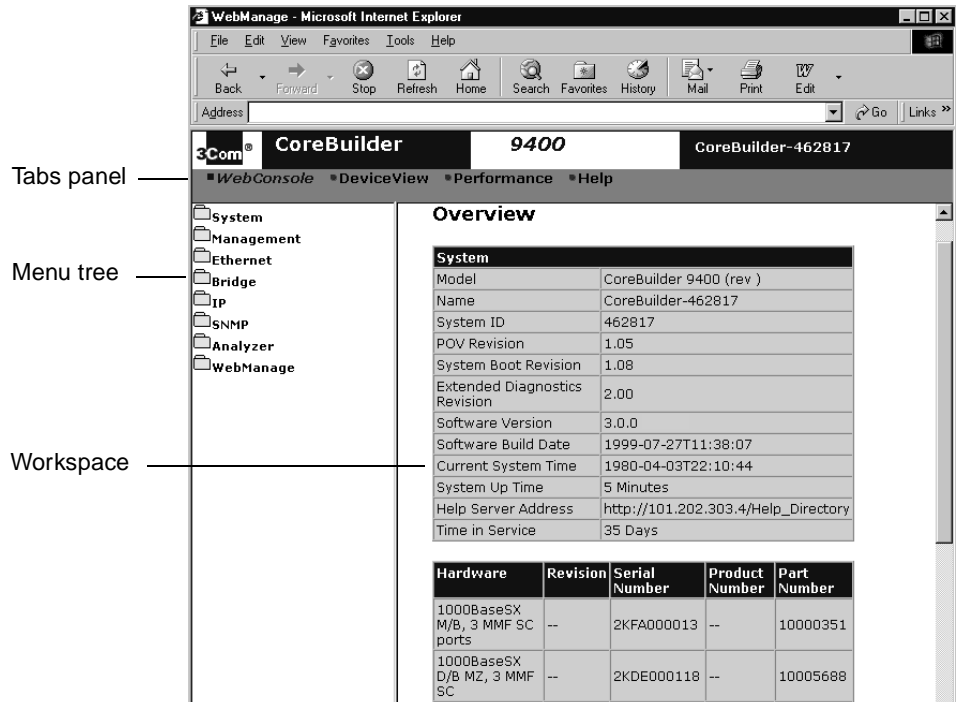 WebManage - Microsoft Internet Explorer
File Edit View Favorites Tools Help
Back Forward Stop Refresh Home Search Favorites History Mail Print Edit
Address Go Links »
3Com® CoreBuilder 9400 CoreBuilder-462817
Tabs panel
WebConsole DeviceView Performance Help
System
Management
Ethernet
Menu tree
Bridge
IP
SNMP
Analyzer
WebManage
Workspace
Overview
System
Model CoreBuilder 9400 (rev )
Name CoreBuilder-462817
System ID 462817
POV Revision 1.05
System Boot Revision 1.08
Extended Diagnostics
Revision 2.00
Software Version 3.0.0
Software Build Date 1999-07-27T11:38:07
Current System Time 1980-04-03T22:10:44
System Up Time 5 Minutes
Help Server Address http://101.202.303.4/Help_Directory
Time in Service 35 Days
Hardware Revision Serial Number Product Number Part Number
1000BaseSX
M/B, 3 MMF SC
ports -- 2KFA000013 -- 10000351
1000BaseSX
D/B MZ, 3 MMF
SC -- 2KDE000118 -- 10005688